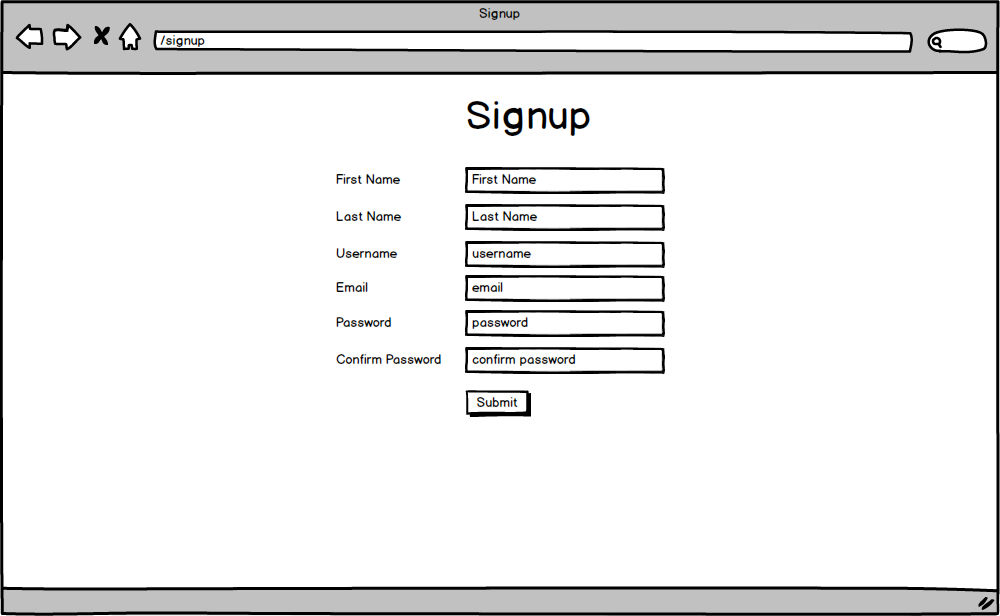 Signup
/signup
Signup
First Name First Name
Last Name Last Name
Username username
Email email
Password password
Confirm Password confirm password
Submit